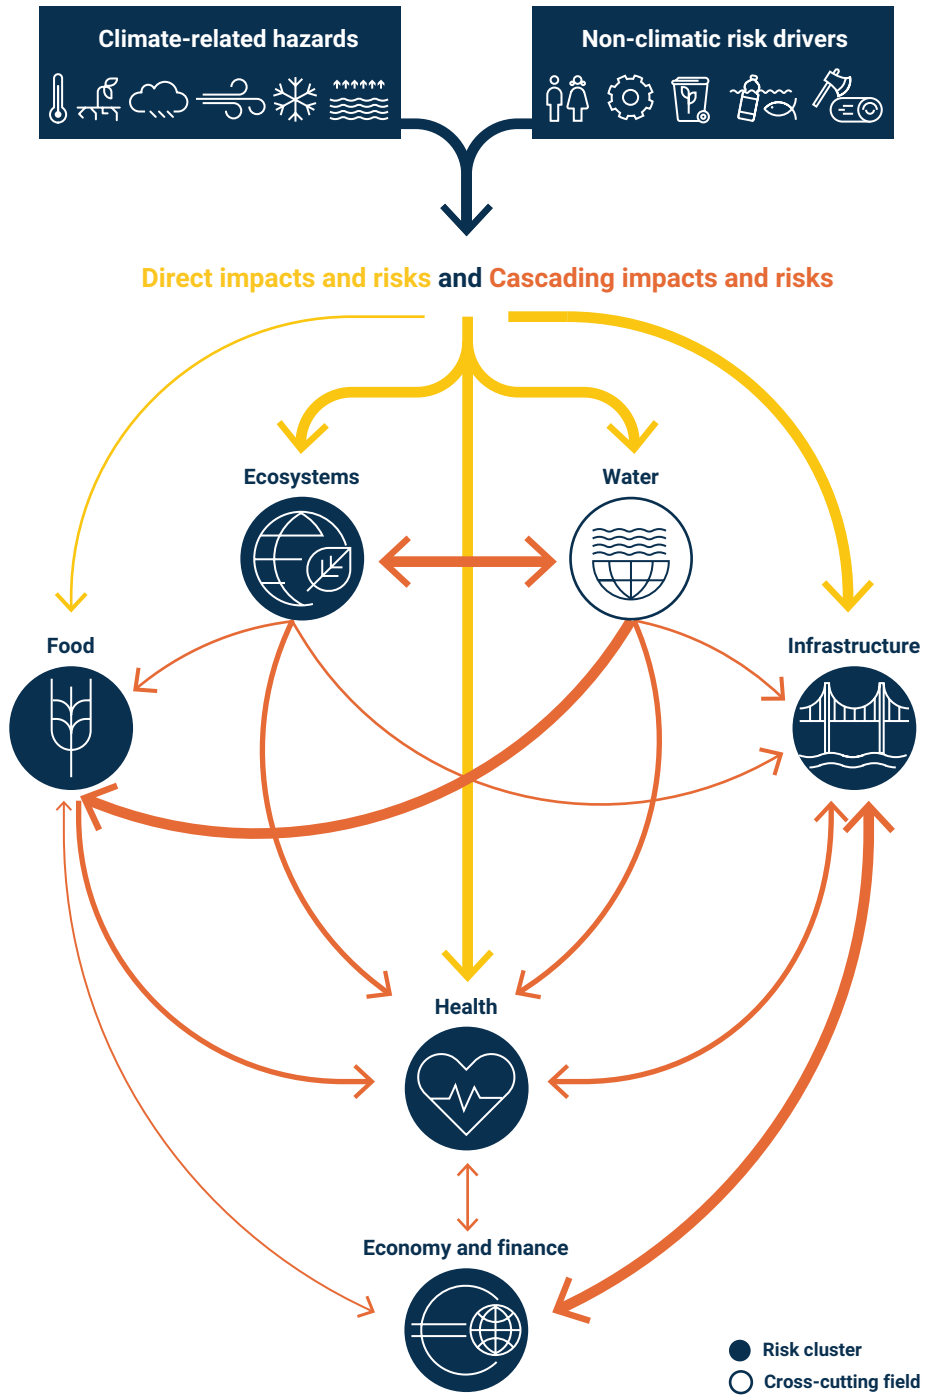 Climate-related hazards
Non-climatic risk drivers
Direct impacts and risks and Cascading impacts and risks
Ecosystems
Water
Food
Infrastructure
Health
Economy and finance
Risk cluster
Cross-cutting field